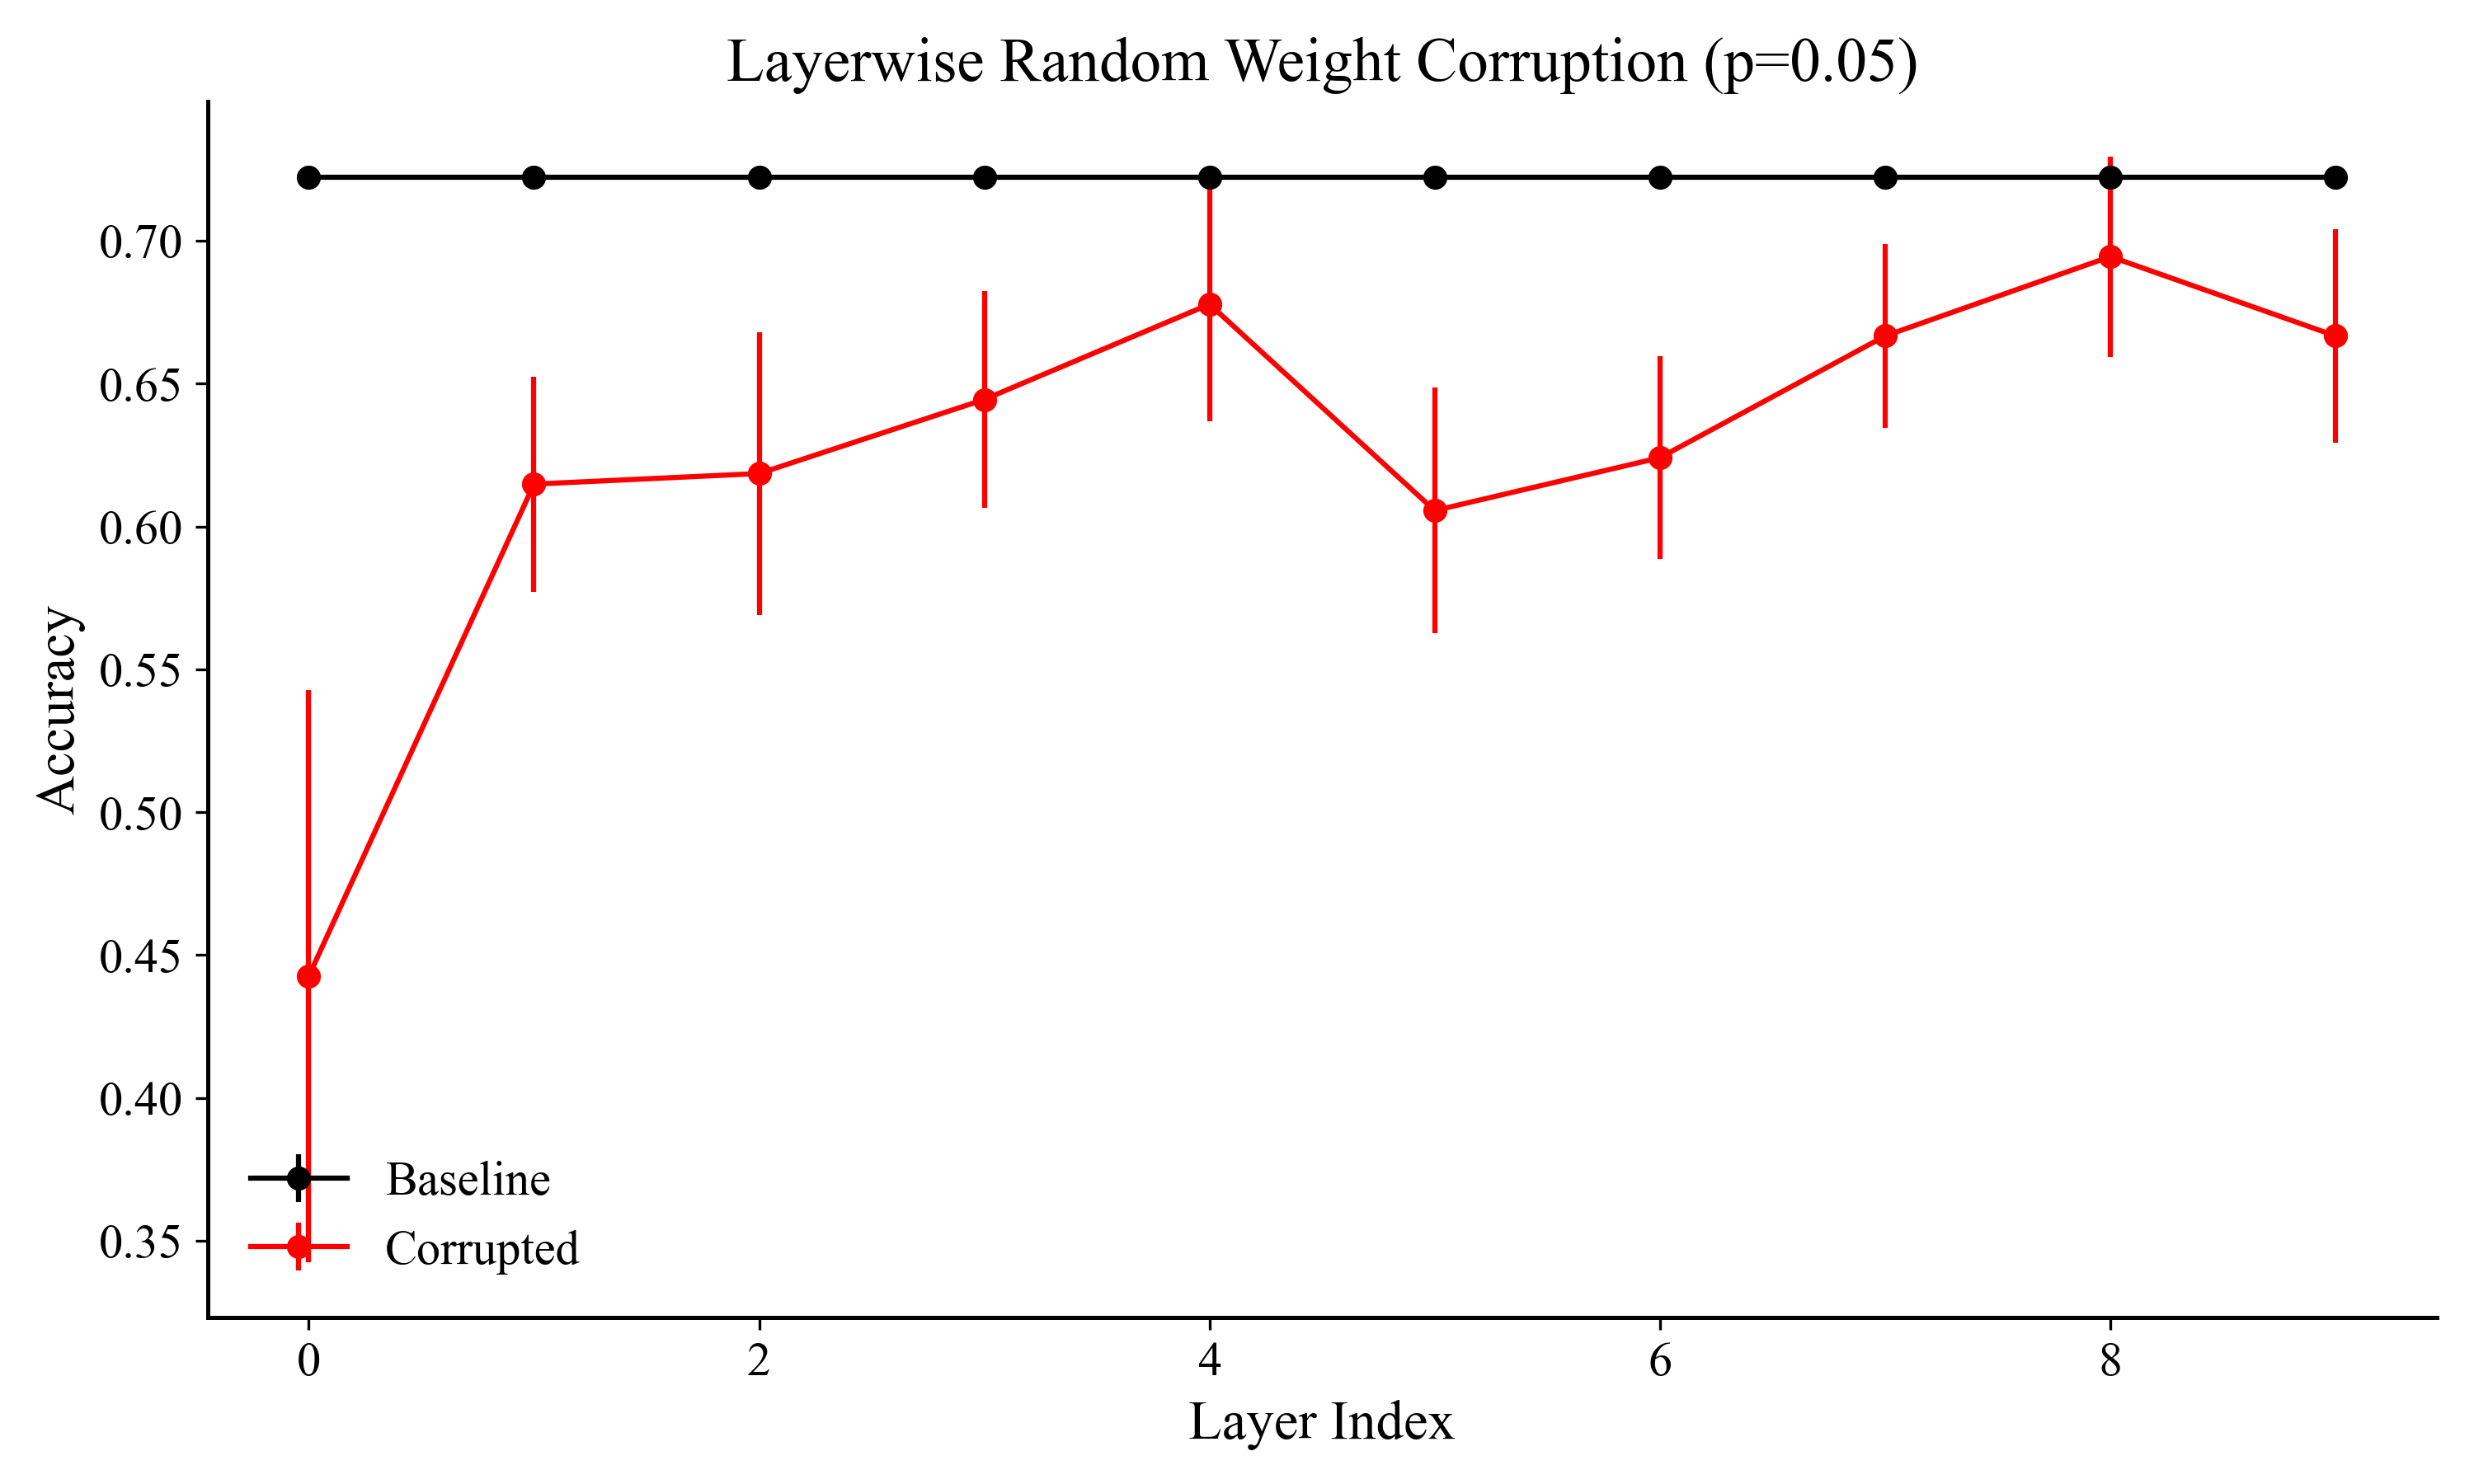 Layerwise Random Weight Corruption (p=0.05)
Accuracy
0.70
0.65
0.60
0.55
0.50
0.45
0.40
0.35
Baseline
Corrupted
0 2 4 6 8
Layer Index